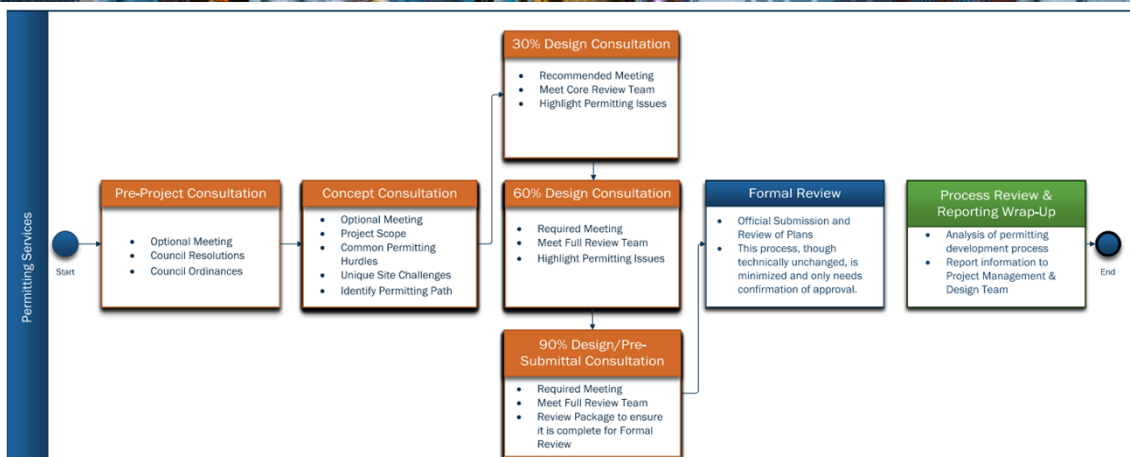 Permitting Services
Start
Pre-Project Consultation
• Optional Meeting
• Council Resolutions
• Council Ordinances
Concept Consultation
• Optional Meeting
• Project Scope
• Common Permitting
Hurdles
• Unique Site Challenges
• Identify Permitting Path
30% Design Consultation
• Recommended Meeting
• Meet Core Review Team
• Highlight Permitting Issues
60% Design Consultation
• Required Meeting
• Meet Full Review Team
• Highlight Permitting Issues
90% Design/Pre-
Submittal Consultation
• Required Meeting
• Meet Full Review Team
• Review Package to ensure
it is complete for Formal
Review
Formal Review
• Official Submission and
Review of Plans
• This process, though
technically unchanged, is
minimized and only needs
confirmation of approval.
Process Review &
Reporting Wrap-Up
• Analysis of permitting
development process
• Report information to
Project Management &
Design Team
End